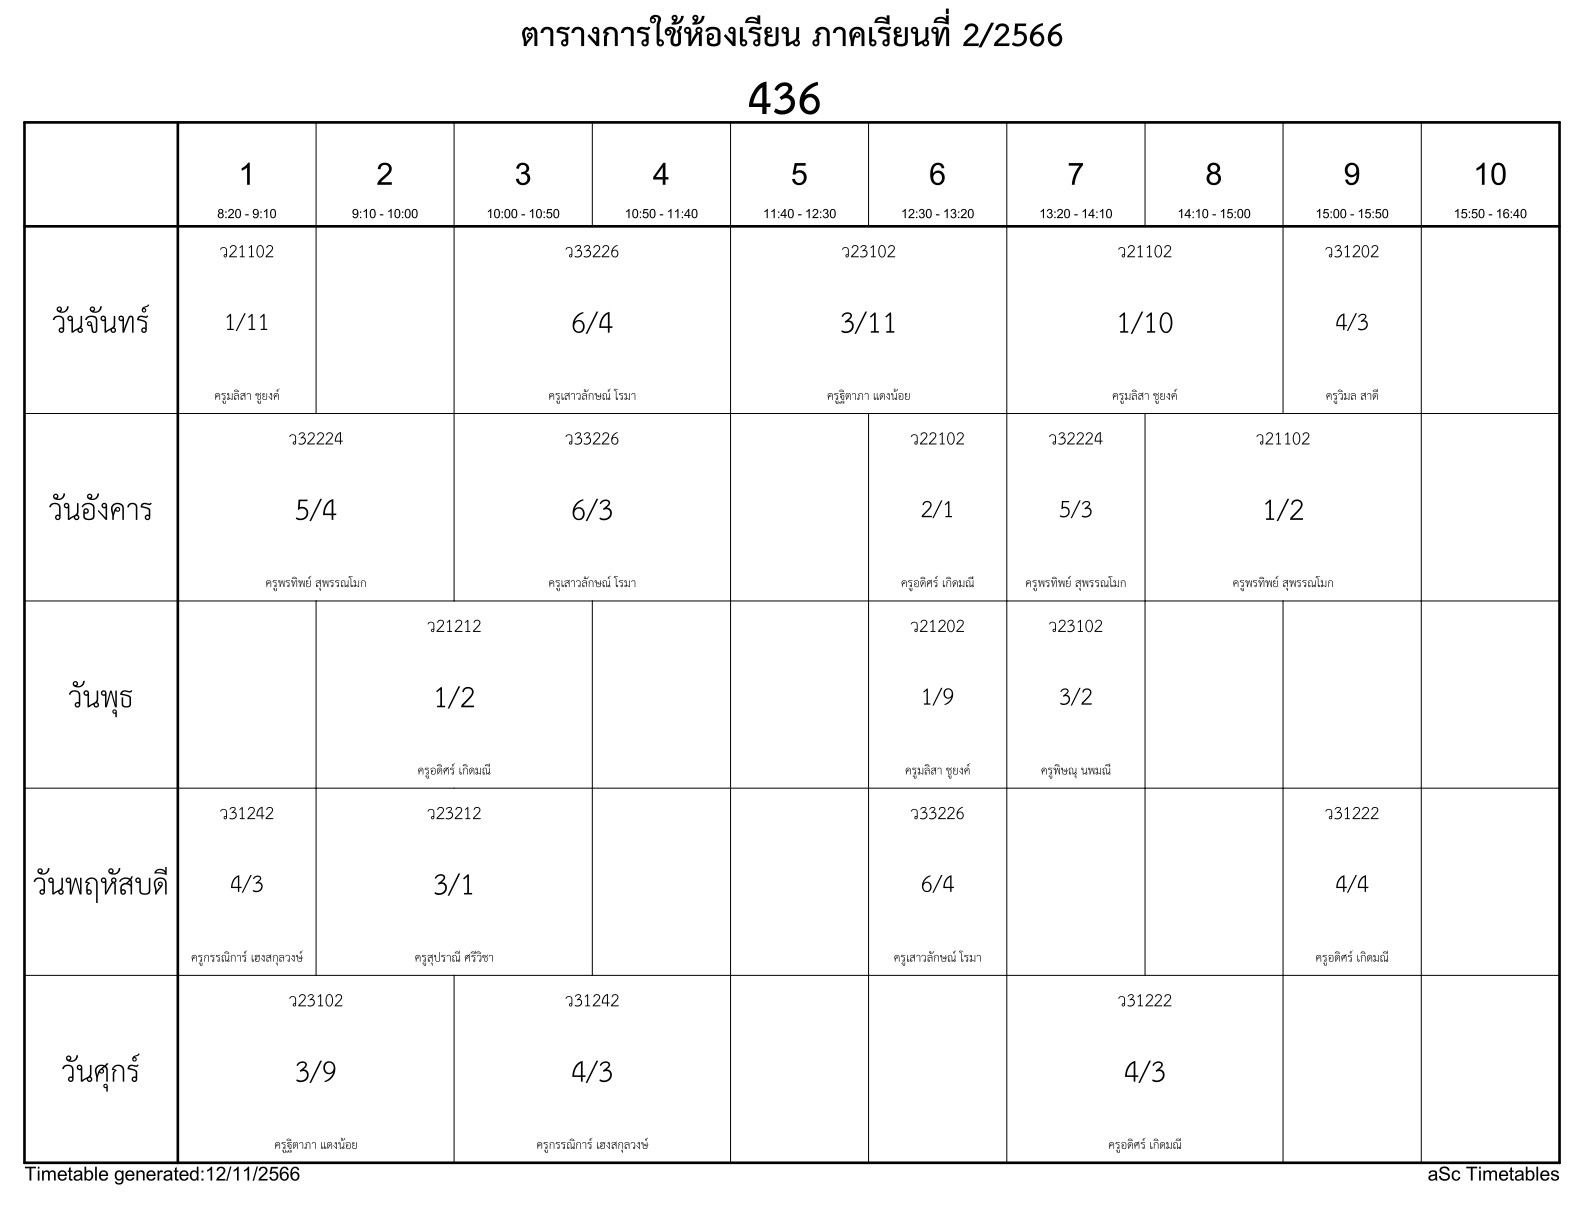 ตารางการใช้ห้องเรียน ภาคเรียนที่ 2/2566
436
1 2 3 4 5 6 7 8 9 10
8:20 - 9:10 9:10 - 10:00 10:00 - 10:50 10:50 - 11:40 11:40 - 12:30 12:30 - 13:20 13:20 - 14:10 14:10 - 15:00 15:00 - 15:50 15:50 - 16:40
ว21102 ว33226 ว23102 ว21102 ว31202
วันจันทร์ 1/11 6/4 3/11 1/10 4/3
ครูมลิสา ชูยงค์ ครูเสาวลักษณ์ โรมา ครูฐิตาภา แดงน้อย ครูมลิสา ชูยงค์ ครูวิมล สาดี
ว32224 ว33226 ว22102 ว32224 ว21102
วันอังคาร 5/4 6/3 2/1 5/3 1/2
ครูพรทิพย์ สุพรรณโมก ครูเสาวลักษณ์ โรมา ครูอดิศร์ เกิดมณี ครูพรทิพย์ สุพรรณโมก ครูพรทิพย์ สุพรรณโมก
ว21212 ว21202 ว23102
วันพุธ 1/2 1/9 3/2
ครูอดิศร์ เกิดมณี ครูมลิสา ชูยงค์ ครูพิษณุ นพมณี
ว31242 ว23212 ว33226 ว31222
วันพฤหัสบดี 4/3 3/1 6/4 4/4
ครูกรรณิการ์ เฮงสกุลวงษ์ ครูสุปราณี ศรีวิชา ครูเสาวลักษณ์ โรมา ครูอดิศร์ เกิดมณี
ว23102 ว31242 ว31222
วันศุกร์ 3/9 4/3 4/3
ครูฐิตาภา แดงน้อย ครูกรรณิการ์ เฮงสกุลวงษ์ ครูอดิศร์ เกิดมณี
Timetable generated:12/11/2566 aSc Timetables